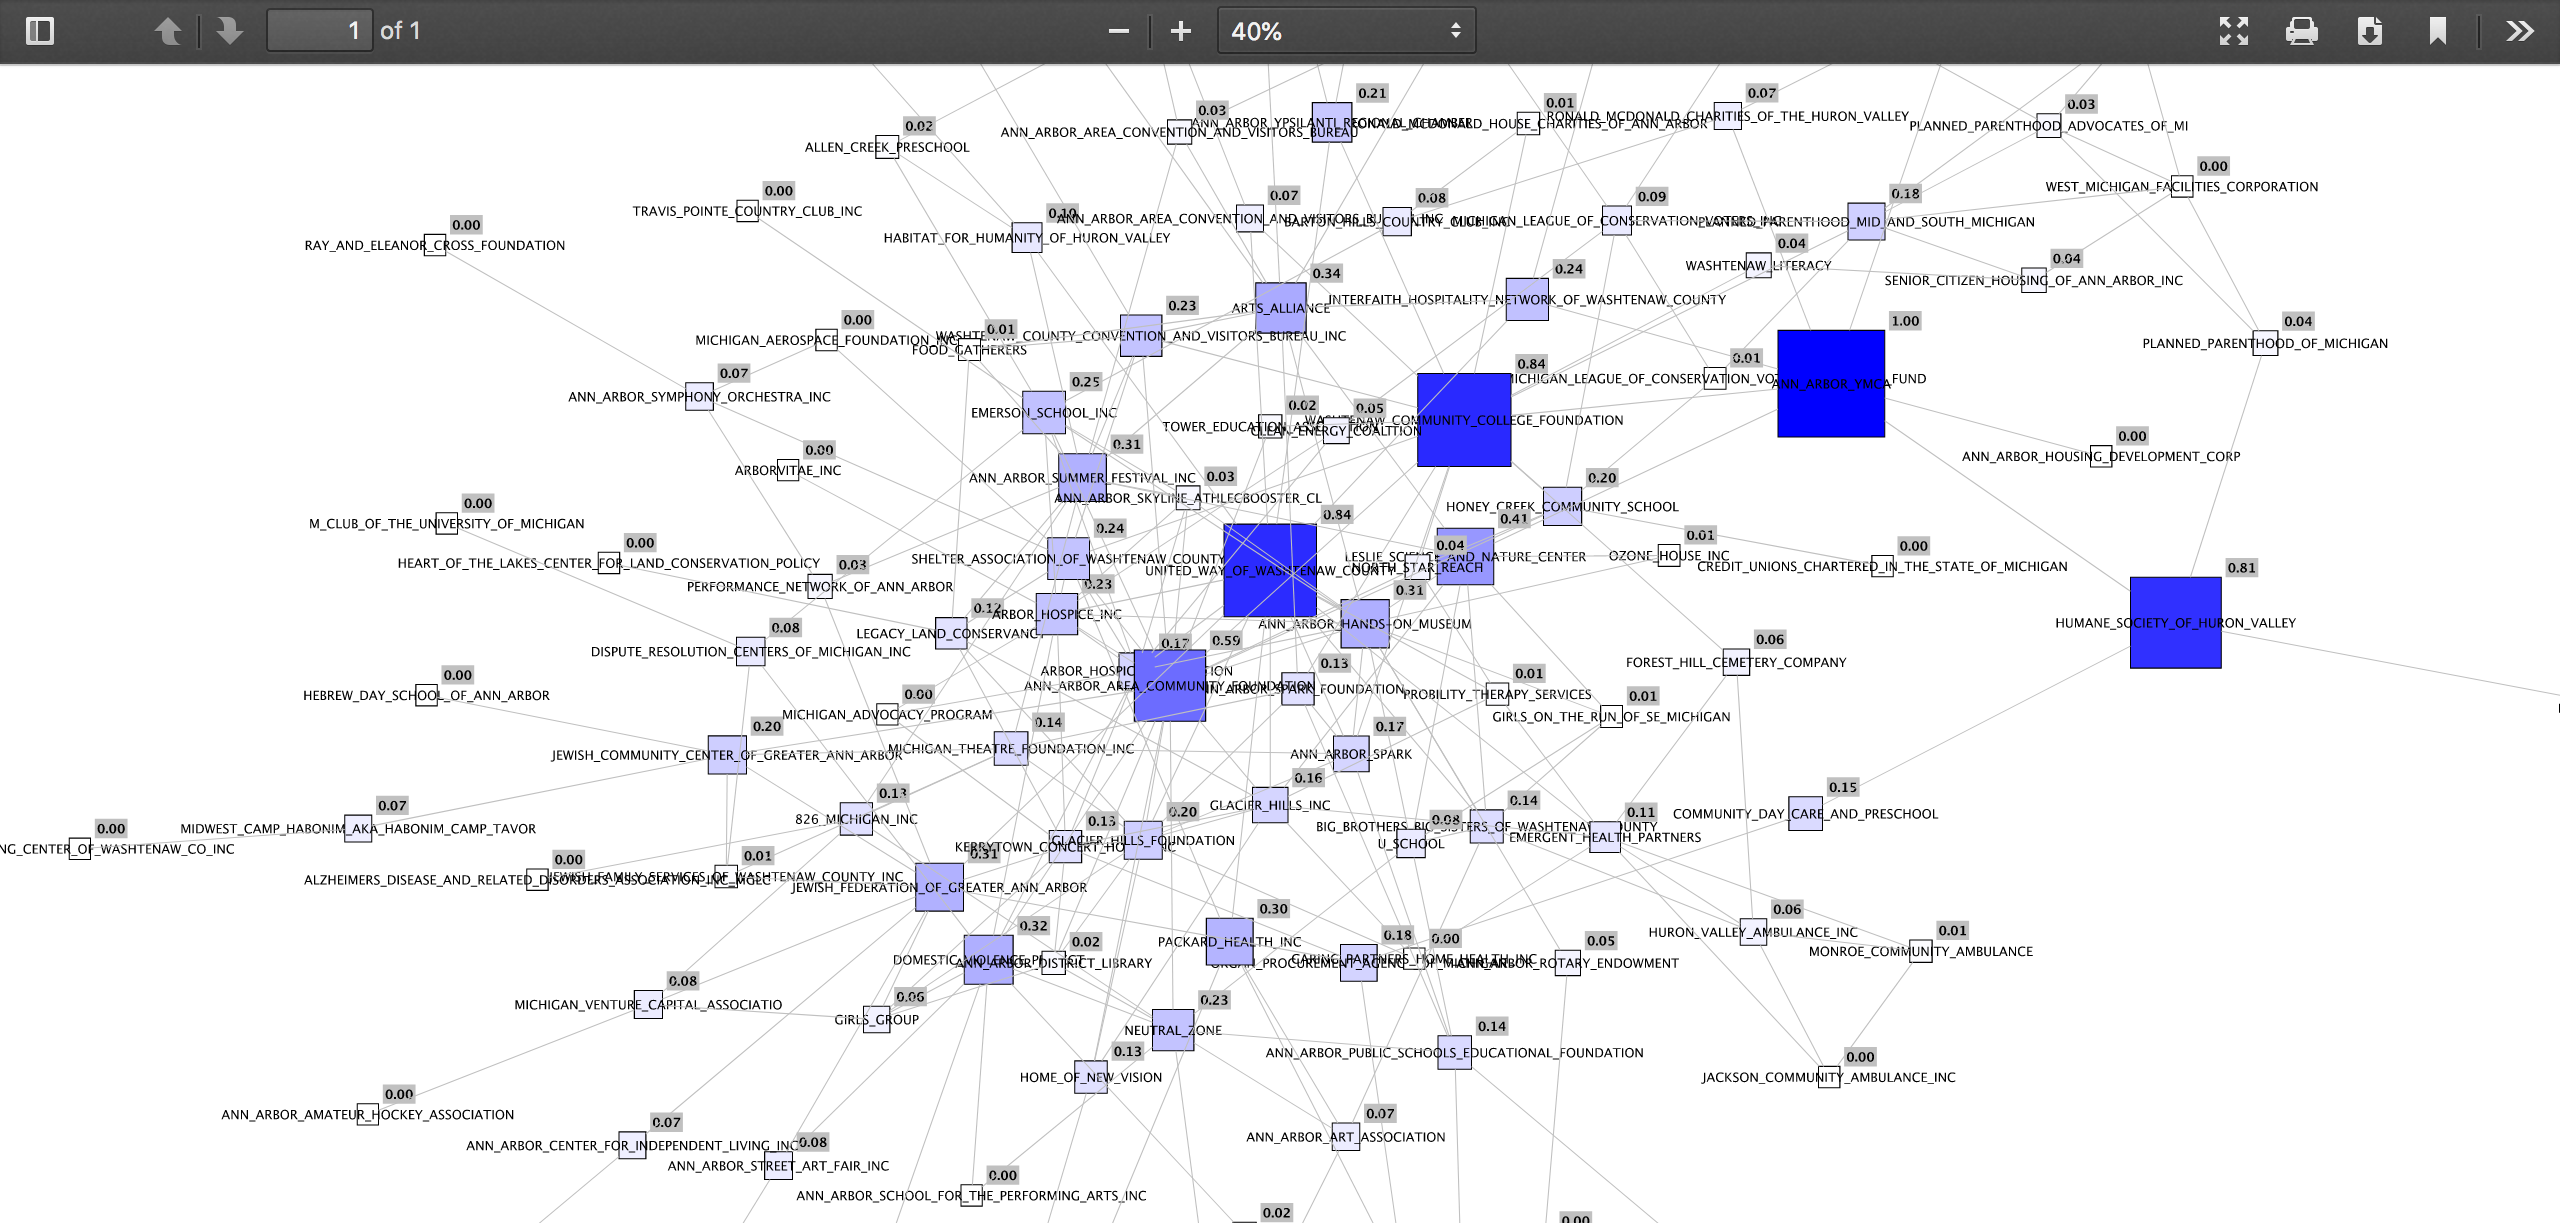 1 of 1
40%
0.21
0.03
0.01
0.07
ANN_ARBOR_YPSILANTI_REGIONAL_CHAMBER
RONALD_MCDONALD_HOUSE_CHARITIES_OF_ANN_ARBOR
RONALD_MCDONALD_CHARITIES_OF_THE_HURON_VALLEY
0.03
PLANNED_PARENTHOOD_ADVOCATES_OF_MI
ANN_ARBOR_AREA_CONVENTION_AND_VISITORS_BUREAU
0.02
ALLEN_CREEK_PRESCHOOL
0.00
WEST_MICHIGAN_FACILITIES_CORPORATION
0.00
TRAVIS_POINTE_COUNTRY_CLUB_INC
0.07
0.08
0.09
0.18
0.10
ANN_ARBOR_AREA_CONVENTION_AND_VISITORS_BUREAU_INC
BARTON_HILLS_COUNTRY_CLUB_INC
MICHIGAN_LEAGUE_OF_CONSERVATION_VOTERS_INC
PLANNED_PARENTHOOD_MID_AND_SOUTH_MICHIGAN
0.00
RAY_AND_ELEANOR_CROSS_FOUNDATION
HABITAT_FOR_HUMANITY_OF_HURON_VALLEY
0.04
WASHTENAW_LITERACY
0.04
SENIOR_CITIZEN_HOUSING_OF_ANN_ARBOR_INC
0.34
ARTS_ALLIANCE
0.24
INTERFAITH_HOSPITALITY_NETWORK_OF_WASHTENAW_COUNTY
0.23
WASHTENAW_COUNTY_CONVENTION_AND_VISITORS_BUREAU_INC
0.00
MICHIGAN_AEROSPACE_FOUNDATION_INC
0.01
FOOD_GATHERERS
1.00
ANN_ARBOR_YMCA
0.04
PLANNED_PARENTHOOD_OF_MICHIGAN
0.07
ANN_ARBOR_SYMPHONY_ORCHESTRA_INC
0.25
EMERSON_SCHOOL_INC
0.84
WASHTENAW_COMMUNITY_COLLEGE_FOUNDATION
0.01
MICHIGAN_LEAGUE_OF_CONSERVATION_VO
FUND
0.02
TOWER_EDUCATION_ASSOCIATION
0.05
CLEAN_ENERGY_COALITION
0.00
ANN_ARBOR_HOUSING_DEVELOPMENT_CORP
0.00
ARBORVITAE_INC
0.31
ANN_ARBOR_SUMMER_FESTIVAL_INC
0.03
ANN_ARBOR_SKYLINE_ATHLECBOOSTER_CL
0.20
HONEY_CREEK_COMMUNITY_SCHOOL
0.00
M_CLUB_OF_THE_UNIVERSITY_OF_MICHIGAN
0.00
HEART_OF_THE_LAKES_CENTER_FOR_LAND_CONSERVATION_POLICY
0.24
SHELTER_ASSOCIATION_OF_WASHTENAW_COUNTY
0.84
UNITED_WAY_OF_WASHTENAW_COUNTY
0.41
LESLIE_SCIENCE_AND_NATURE_CENTER
0.04
NORTH_STAR_REACH
0.01
OZONE_HOUSE_INC
0.00
CREDIT_UNIONS_CHARTERED_IN_THE_STATE_OF_MICHIGAN
0.81
HUMANE_SOCIETY_OF_HURON_VALLEY
0.03
PERFORMANCE_NETWORK_OF_ANN_ARBOR
0.23
ARBOR_HOSPICE_INC
0.12
LEGACY_LAND_CONSERVANCY
0.31
ANN_ARBOR_HANDS-ON_MUSEUM
0.08
DISPUTE_RESOLUTION_CENTERS_OF_MICHIGAN_INC
0.17
ARBOR_HOSPIC
ION
0.59
ANN_ARBOR_AREA_COMMUNITY_FOUNDATION
0.13
ANN_ARBOR_SPARK_FOUNDATION
0.06
FOREST_HILL_CEMETERY_COMPANY
0.00
HEBREW_DAY_SCHOOL_OF_ANN_ARBOR
0.01
PROBILITY_THERAPY_SERVICES
0.01
GIRLS_ON_THE_RUN_OF_SE_MICHIGAN
0.00
MICHIGAN_ADVOCACY_PROGRAM
0.20
JEWISH_COMMUNITY_CENTER_OF_GREATER_ANN_ARBOR
0.14
MICHIGAN_THEATRE_FOUNDATION_INC
0.17
ANN_ARBOR_SPARK
0.16
GLACIER_HILLS_INC
0.15
COMMUNITY_DAY_CARE_AND_PRESCHOOL
0.07
MIDWEST_CAMP_HABONIM_AKA_HABONIM_CAMP_TAVOR
0.13
826_MICHIGAN_INC
0.14
BIG_BROTHERS_BIG_SISTERS_OF_WASHTENAW_COUNTY
0.11
EMERGENT_HEALTH_PARTNERS
0.08
U_SCHOOL
0.00
NG_CENTER_OF_WASHTENAW_CO_INC
0.13
KERRYTOWN_CONCERT_HO
NC
0.20
GLACIER_HILLS_FOUNDATION
0.00
ALZHEIMERS_DISEASE_AND_RELATED_DISORDERS_ASSOCIATION_INC_MGLC
0.01
JEWISH_FAMILY_SERVICES_OF_WASHTENAW_COUNTY_INC
0.31
JEWISH_FEDERATION_OF_GREATER_ANN_ARBOR
0.30
PACKARD_HEALTH_INC
0.06
HURON_VALLEY_AMBULANCE_INC
0.01
MONROE_COMMUNITY_AMBULANCE
0.32
DOMESTIC_VIOLENCE_P
CT
0.02
ANN_ARBOR_DISTRICT_LIBRARY
0.18
ORGAN_PROCUREMENT_AGENCY_OF_MICHIGAN
0.00
CARING_PARTNERS_HOME_HEALTH_INC
0.05
ANN_ARBOR_ROTARY_ENDOWMENT
0.08
MICHIGAN_VENTURE_CAPITAL_ASSOCIATIO
0.06
GIRLS_GROUP
0.23
NEUTRAL_ZONE
0.14
ANN_ARBOR_PUBLIC_SCHOOLS_EDUCATIONAL_FOUNDATION
0.13
HOME_OF_NEW_VISION
0.00
JACKSON_COMMUNITY_AMBULANCE_INC
0.00
ANN_ARBOR_AMATEUR_HOCKEY_ASSOCIATION
0.07
ANN_ARBOR_CENTER_FOR_INDEPENDENT_LIVING_INC
0.07
ANN_ARBOR_ART_ASSOCIATION
0.08
ANN_ARBOR_STREET_ART_FAIR_INC
0.00
ANN_ARBOR_SCHOOL_FOR_THE_PERFORMING_ARTS_INC
0.02
0.00